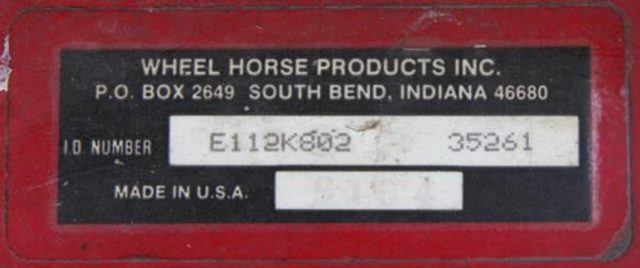 WHEEL HORSE PRODUCTS INC.
P.O. BOX 2649 SOUTH BEND, INDIANA 46680
I.D. NUMBER E112K802 35261
MADE IN U.S.A.